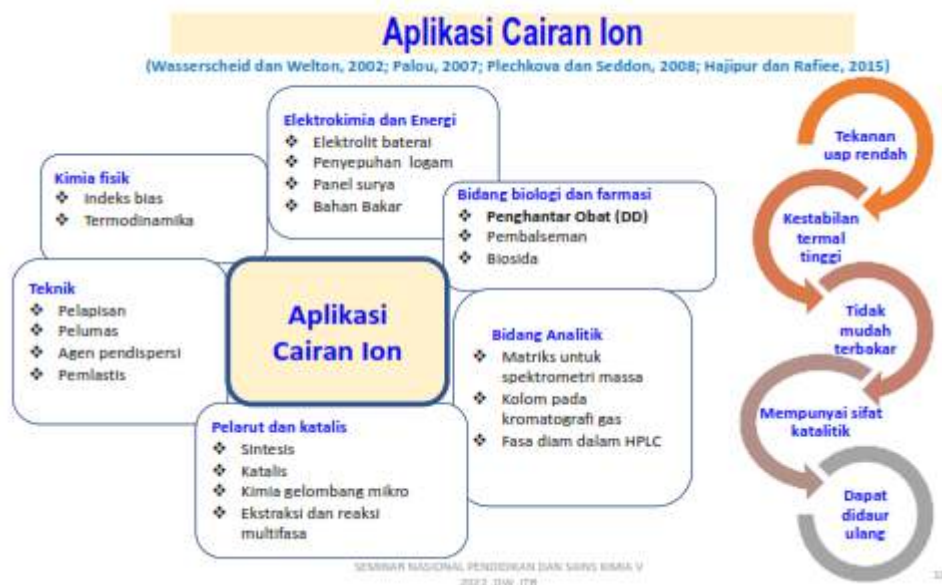 Aplikasi Cairan Ion
(Wasserscheid dan Welton, 2002; Palou, 2007; Plechkova dan Seddon, 2008; Hajipur dan Rafiee, 2015)
Elektrokimia dan Energi
❖ Elektrolit baterai
❖ Penyepuhan logam
❖ Panel surya
❖ Bahan Bakar
Kimia fisik
❖ Indeks bias
❖ Termodinamika
Bidang biologi dan farmasi
❖ Penghantar Obat (DD)
❖ Pembalseman
❖ Biosida
Teknik
❖ Pelapisan
❖ Pelumas
❖ Agen pendispersi
❖ Pemlastis
Aplikasi
Cairan Ion
Bidang Analitik
❖ Matriks untuk
spektrometri massa
❖ Kolom pada
kromatografi gas
❖ Fasa diam dalam HPLC
Pelarut dan katalis
❖ Sintesis
❖ Katalis
❖ Kimia gelombang mikro
❖ Ekstraksi dan reaksi
multifasa
Tekanan
uap rendah
Kestabilan
termal
tinggi
Tidak
mudah
terbakar
Mempunyai sifat
katalitik
Dapat
didaur
ulang
SEMINAR NASIONAL PENDIDIKAN DAN SAINS KIMIA V
2022, DW, ITB